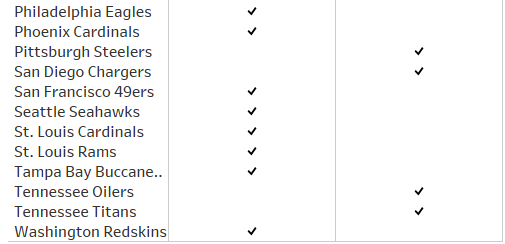 Philadelphia Eagles ✓
Phoenix Cardinals ✓
Pittsburgh Steelers ✓
San Diego Chargers ✓
San Francisco 49ers ✓
Seattle Seahawks ✓
St. Louis Cardinals ✓
St. Louis Rams ✓
Tampa Bay Buccane.. ✓
Tennessee Oilers ✓
Tennessee Titans ✓
Washington Redskins ✓